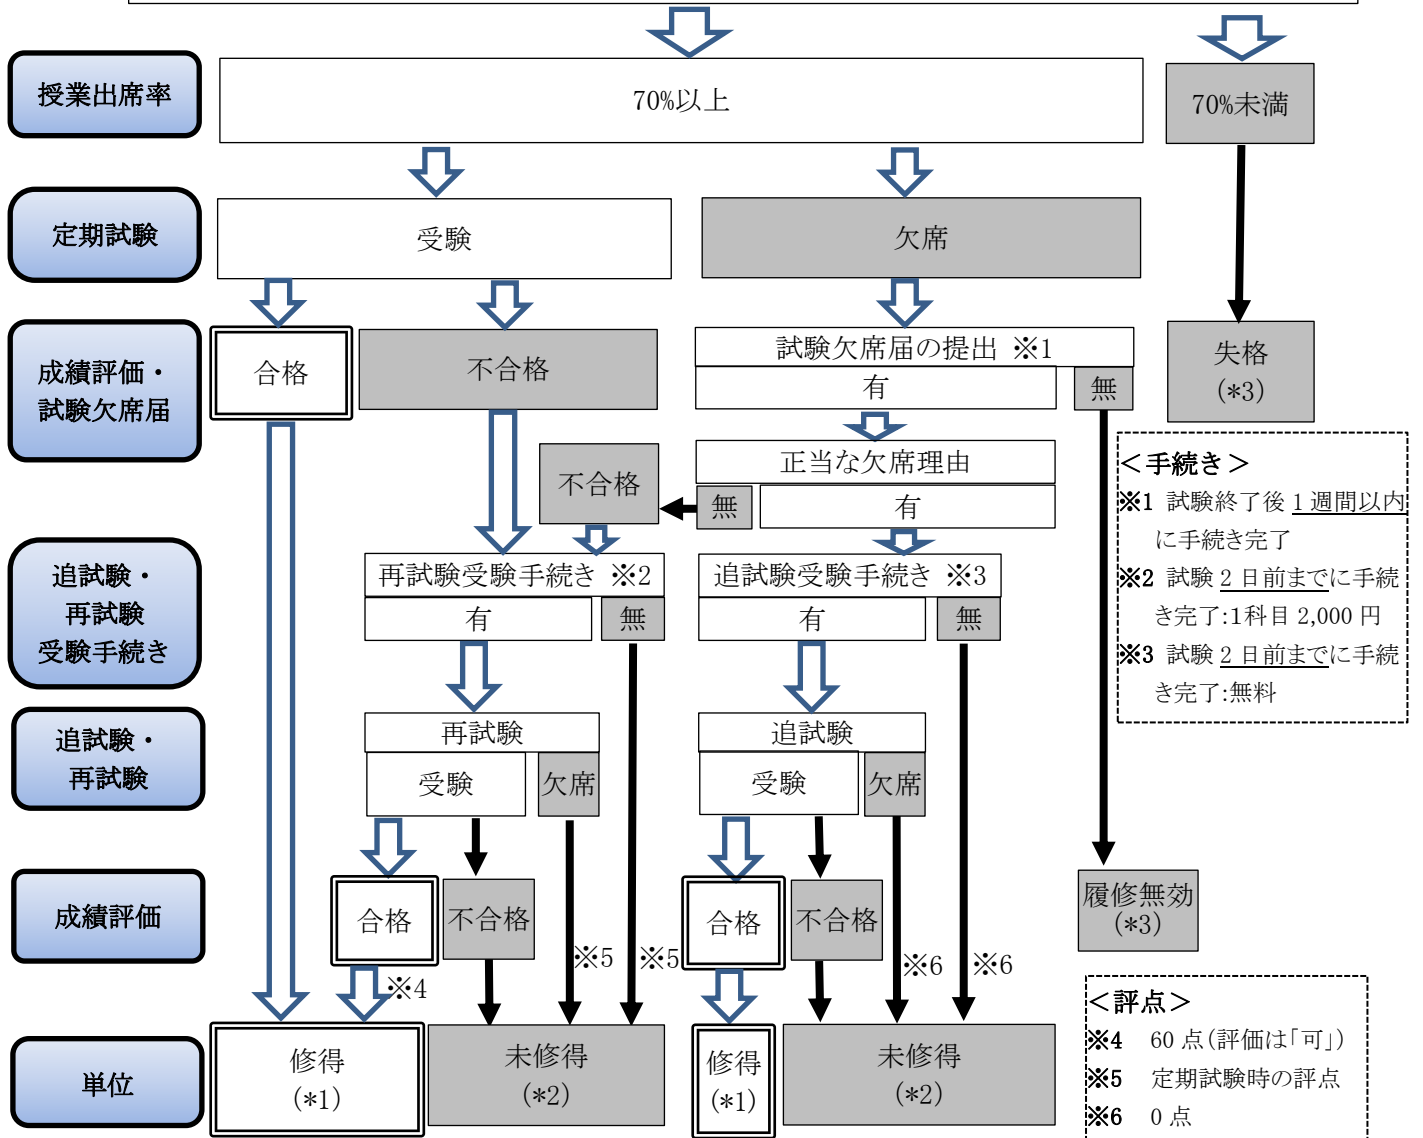 授業出席率
70%以上
70%未満
定期試験
受験
欠席
成績評価・
試験欠席届
合格
不合格
試験欠席届の提出 ※1
有
無
失格
(*3)
正当な欠席理由
無
有
不合格
<手続き>
※1 試験終了後 1 週間以内
に手続き完了
※2 試験 2 日前までに手続
き完了:1科目 2,000 円
※3 試験 2 日前までに手続
き完了:無料
追試験・
再試験
受験手続き
再試験受験手続き ※2
有
無
追試験受験手続き ※3
有
無
追試験・
再試験
再試験
受験
欠席
追試験
受験
欠席
成績評価
合格
不合格
※5
※5
合格
不合格
※6
※6
履修無効
(*3)
※4
単位
修得
(*1)
未修得
(*2)
修得
(*1)
未修得
(*2)
<評点>
※4 60 点(評価は「可」)
※5 定期試験時の評点
※6 0 点